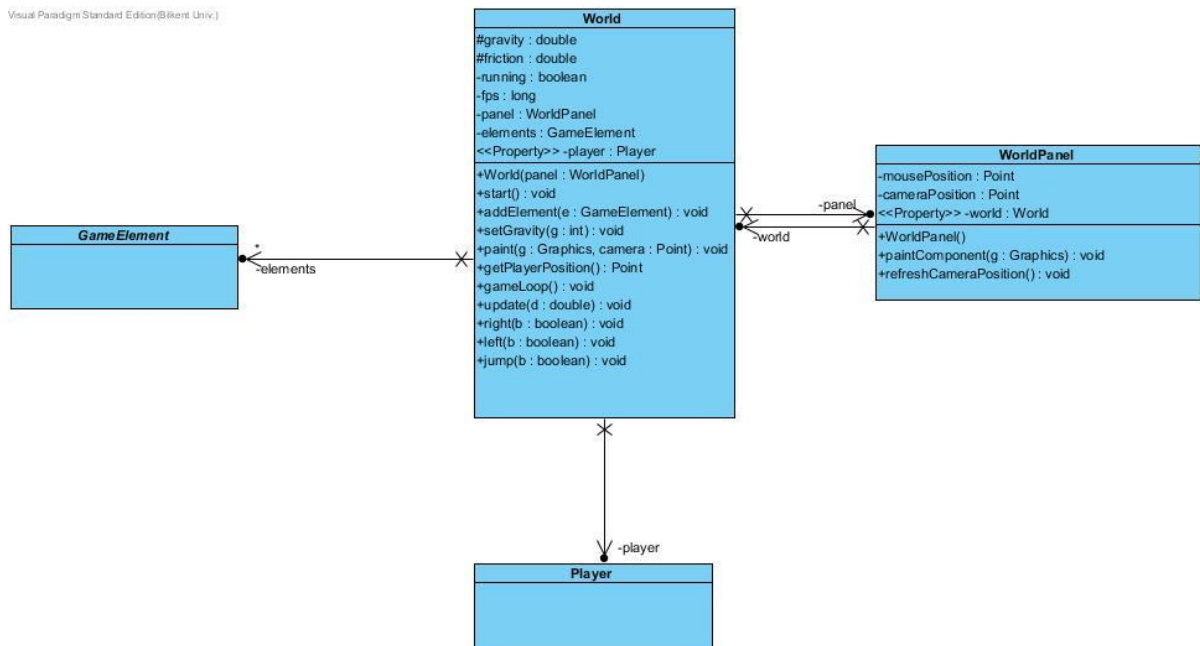 Visual Paradigm Standard Edition(Bilkent Univ.)
World
#gravity : double
#friction : double
-running : boolean
-fps : long
-panel : WorldPanel
-elements : GameElement
<<Property>> -player : Player
+World(panel : WorldPanel)
+start() : void
+addElement(e : GameElement) : void
+setGravity(g : int) : void
+paint(g : Graphics, camera : Point) : void
+getPlayerPosition() : Point
+gameLoop() : void
+update(d : double) : void
+right(b : boolean) : void
+left(b : boolean) : void
+jump(b : boolean) : void
WorldPanel
-mousePosition : Point
-cameraPosition : Point
<<Property>> -world : World
+WorldPanel()
+paintComponent(g : Graphics) : void
+refreshCameraPosition() : void
-panel
-world
GameElement
*
-elements
-player
Player